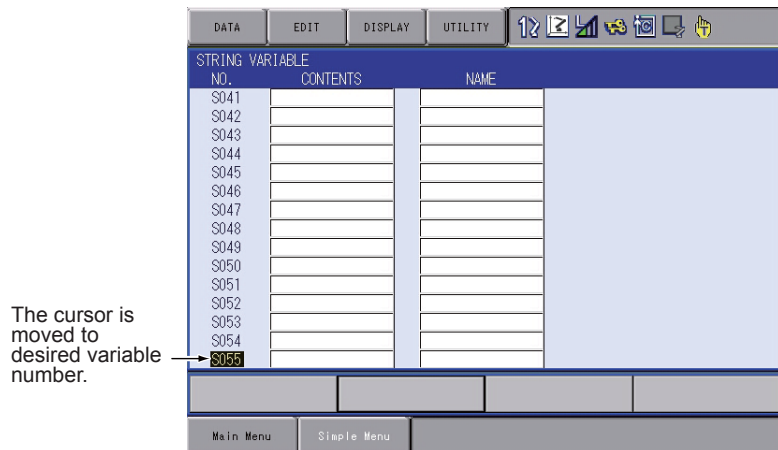 DATA EDIT DISPLAY UTILITY
STRING VARIABLE
NO. CONTENTS NAME
S041
S042
S043
S044
S045
S046
S047
S048
S049
S050
S051
S052
S053
S054
S055
The cursor is
moved to
desired variable
number.
Main Menu Simple Menu